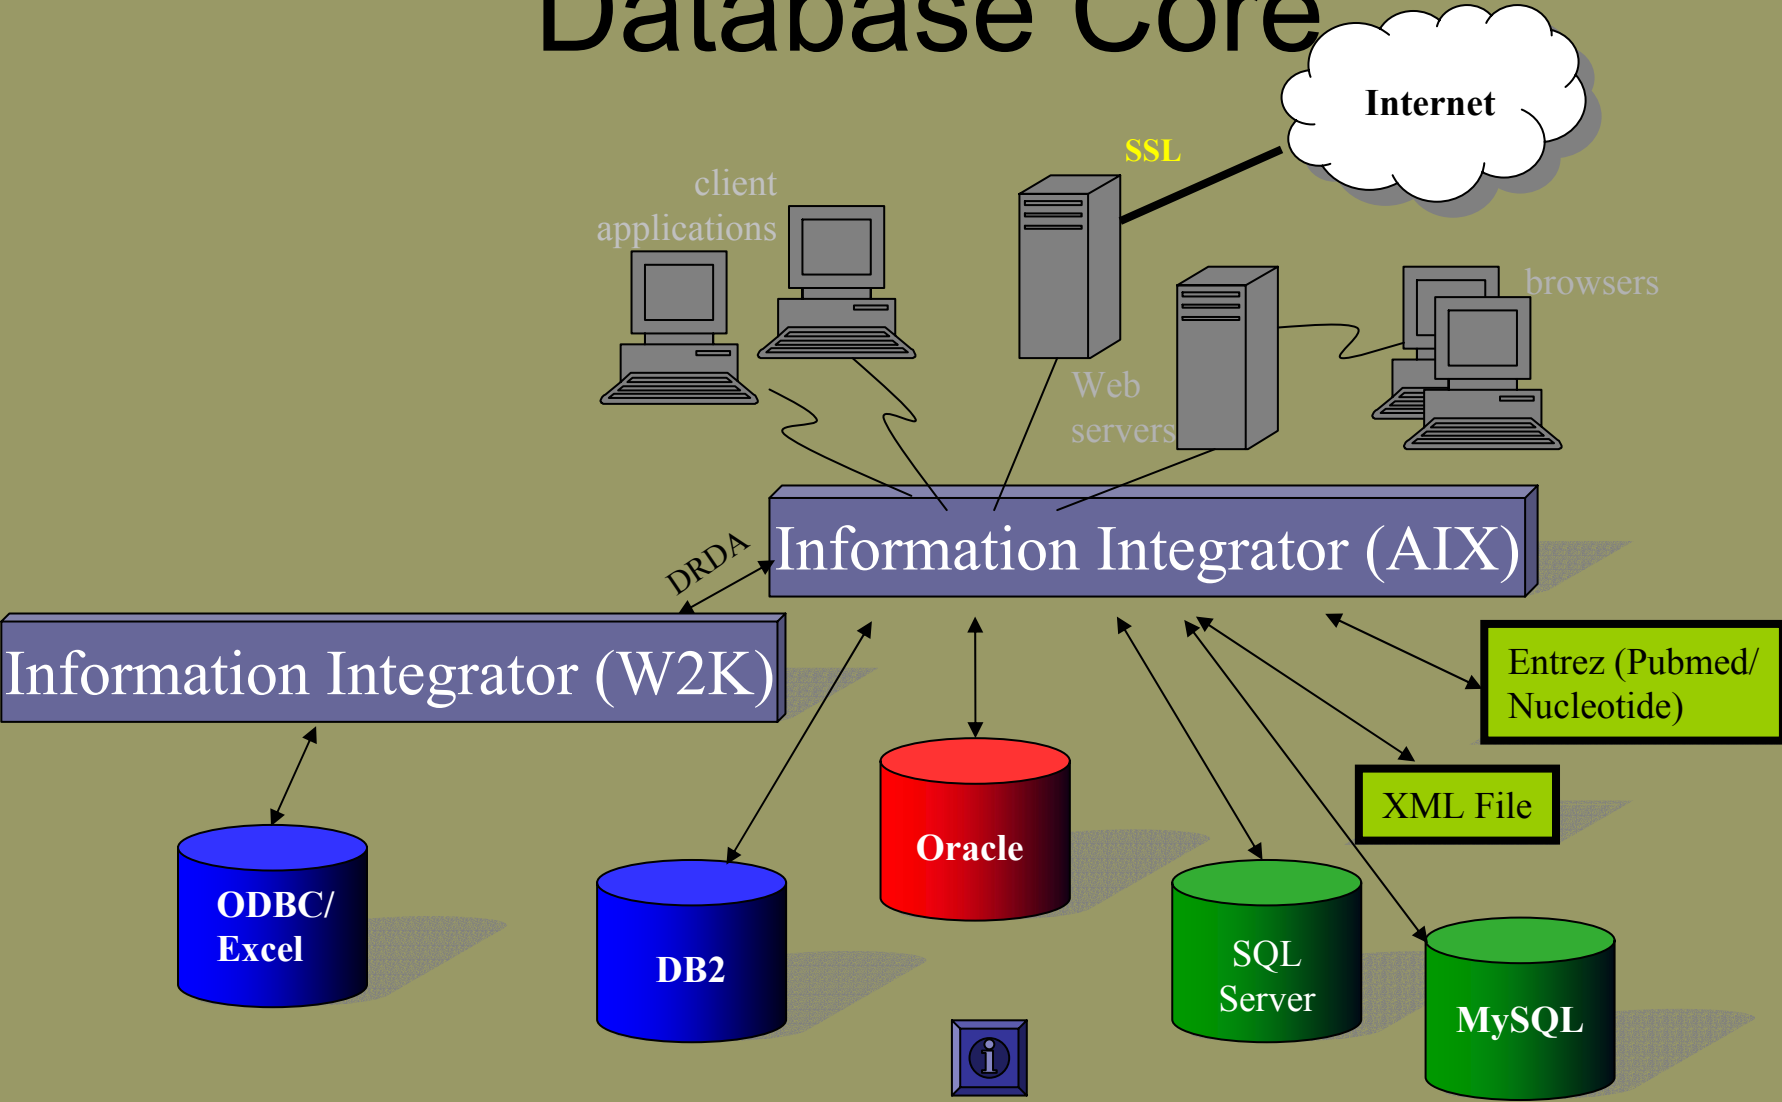 Database Core
Internet
SSL
client
applications
browsers
Web
servers
DRDA
Information Integrator (AIX)
Information Integrator (W2K)
Entrez (Pubmed/
Nucleotide)
XML File
Oracle
ODBC/
Excel
DB2
SQL
Server
MySQL
i